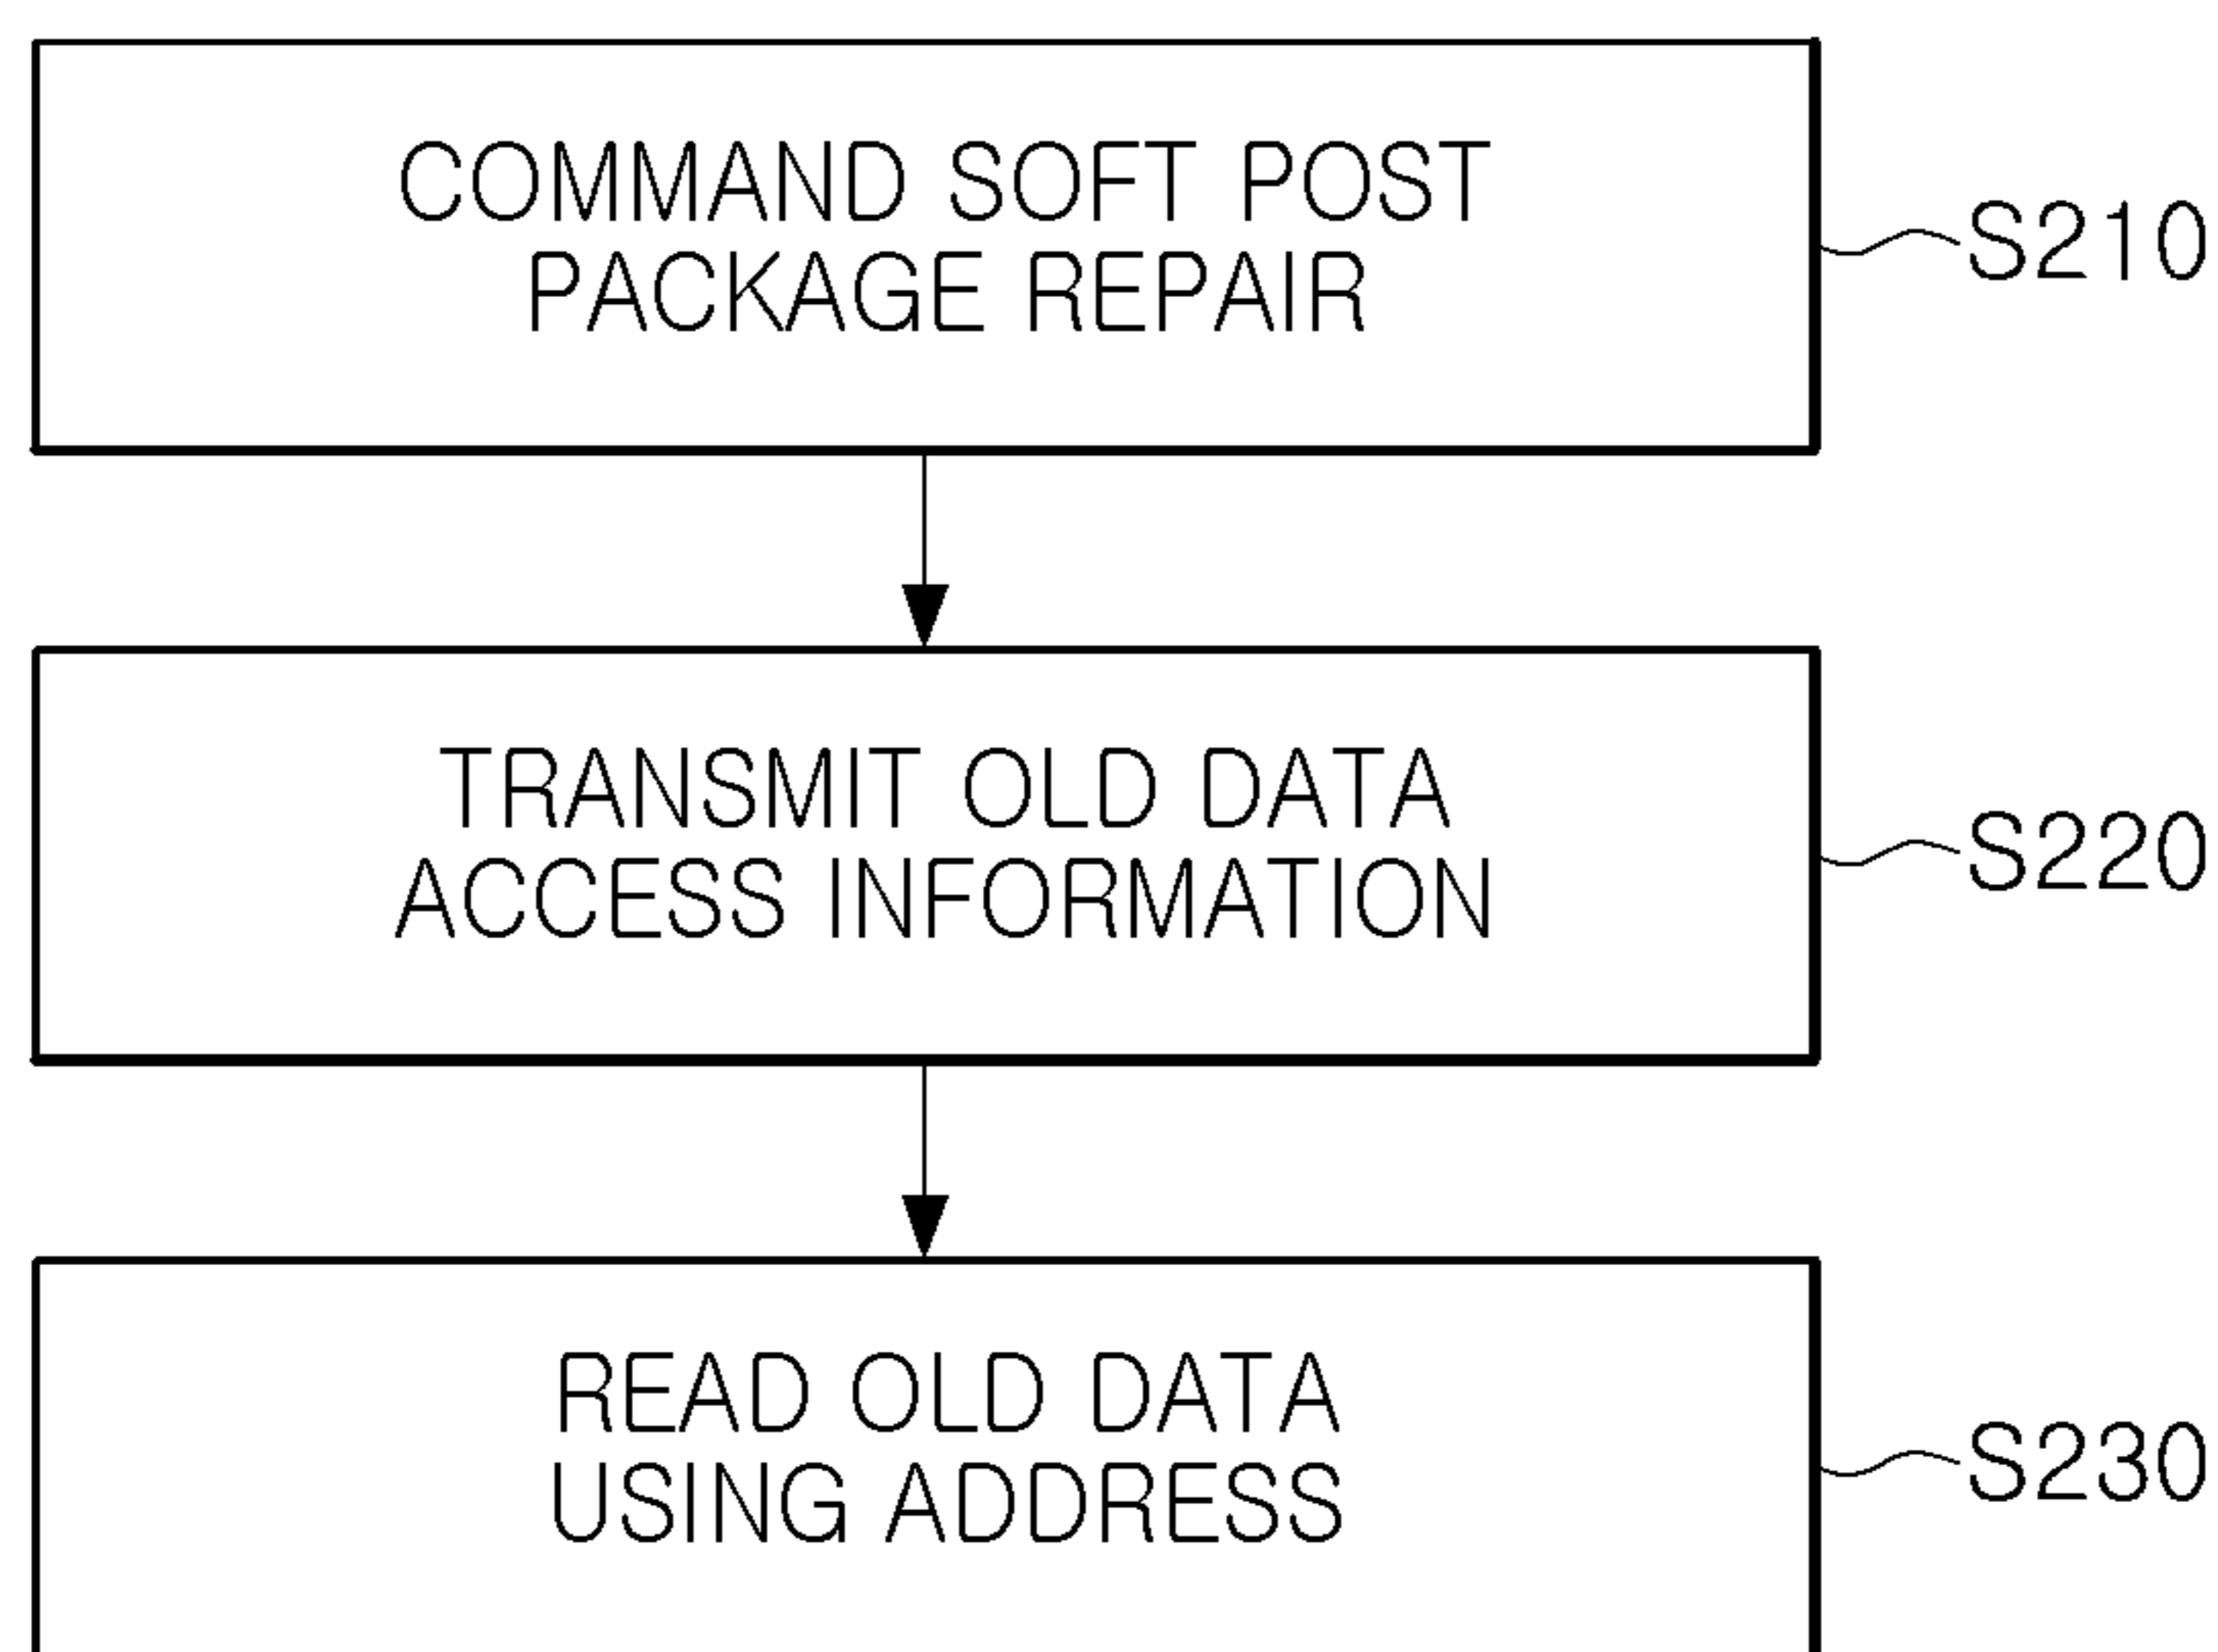 COMMAND SOFT POST
PACKAGE REPAIR
S210
TRANSMIT OLD DATA
ACCESS INFORMATION
S220
READ OLD DATA
USING ADDRESS
S230